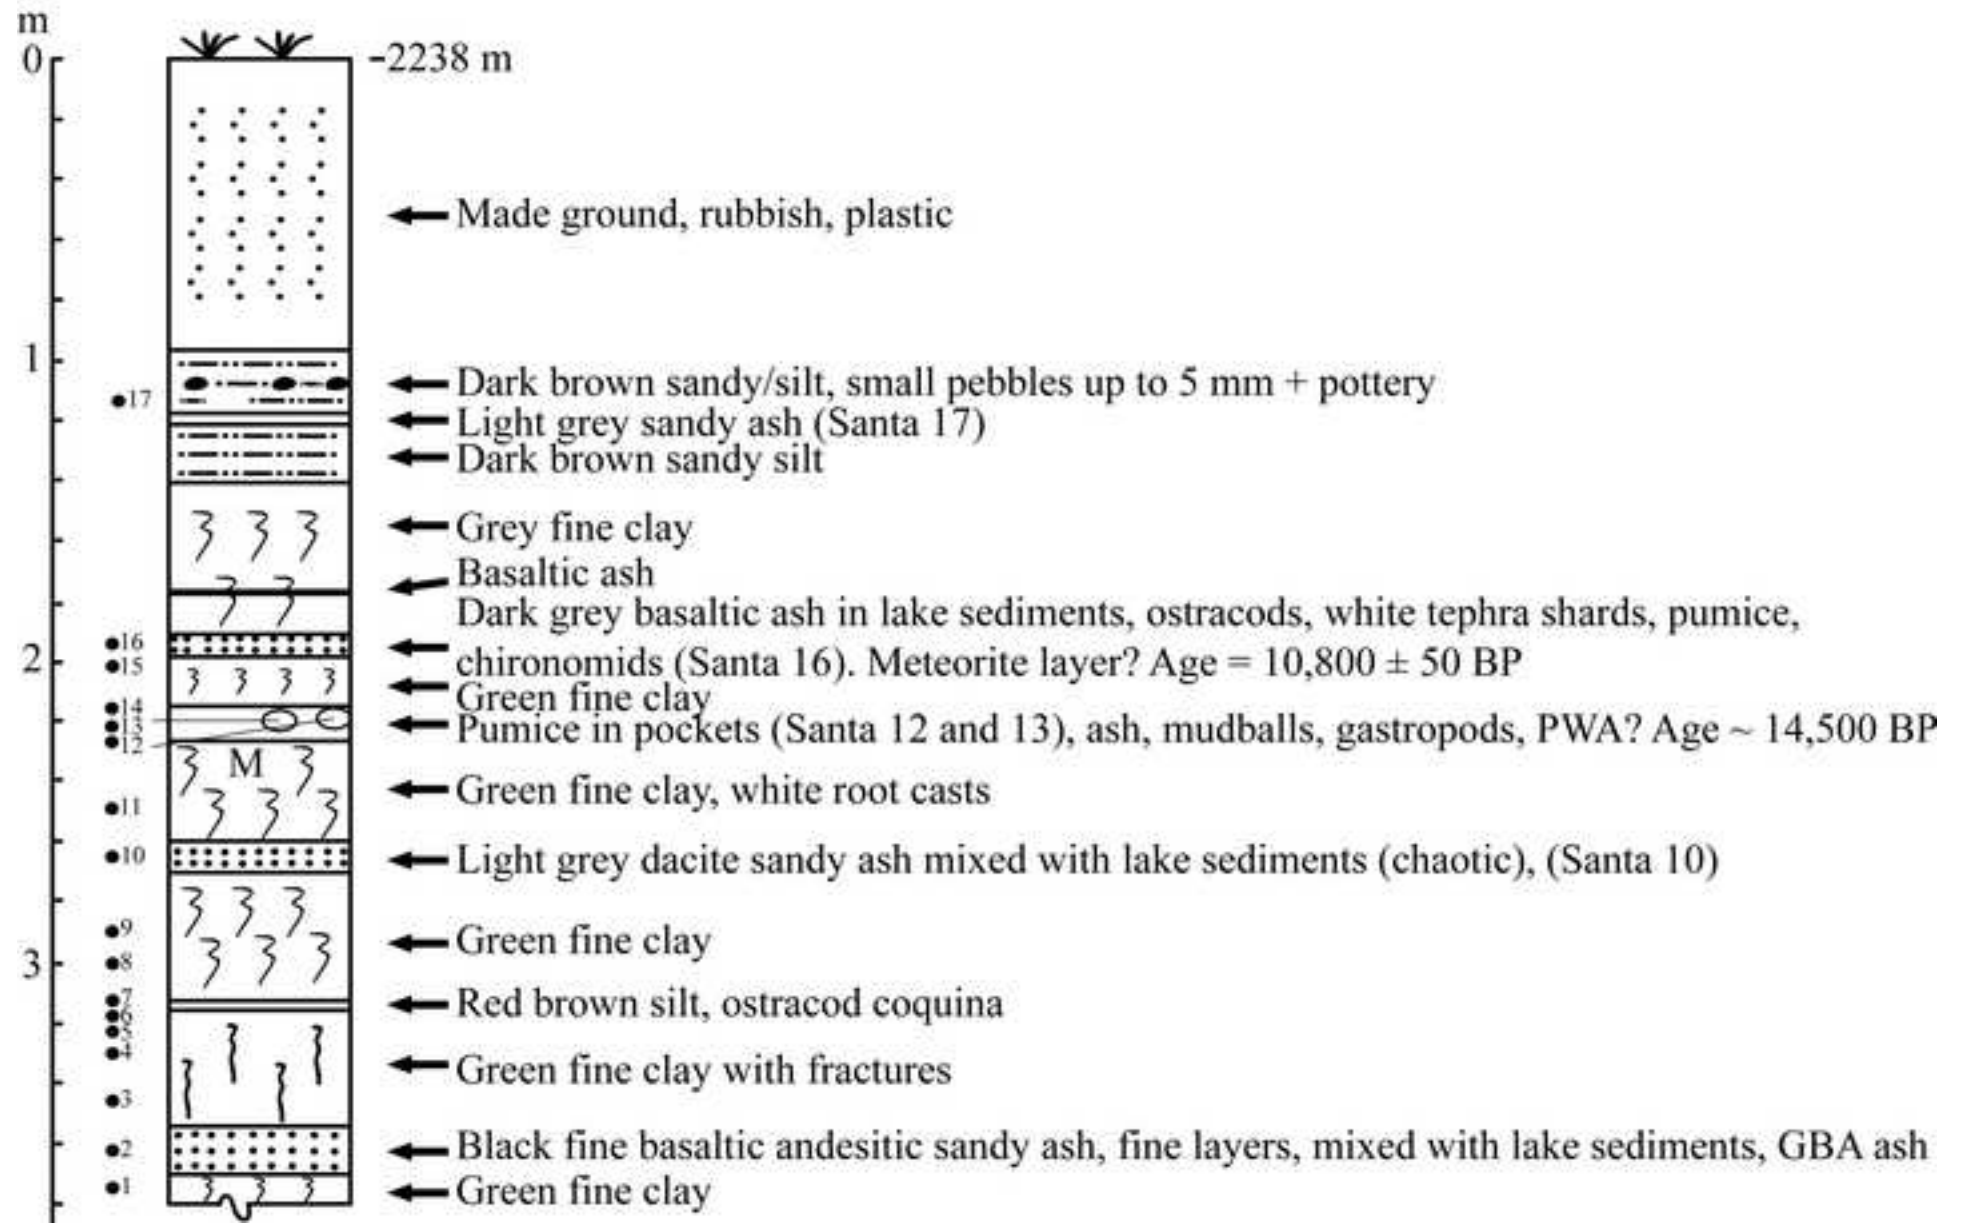 m
0
-2238 m
Made ground, rubbish, plastic
1
Dark brown sandy/silt, small pebbles up to 5 mm + pottery
17
Light grey sandy ash (Santa 17)
Dark brown sandy silt
Grey fine clay
Basaltic ash
Dark grey basaltic ash in lake sediments, ostracods, white tephra shards, pumice,
16
2
chironomids (Santa 16). Meteorite layer? Age = 10,800 ± 50 BP
15
Green fine clay
14
13
Pumice in pockets (Santa 12 and 13), ash, mudballs, gastropods, PWA? Age ~ 14,500 BP
12
M
Green fine clay, white root casts
11
10
Light grey dacite sandy ash mixed with lake sediments (chaotic), (Santa 10)
9
Green fine clay
3
8
7
Red brown silt, ostracod coquina
6
5
4
Green fine clay with fractures
3
2
Black fine basaltic andesitic sandy ash, fine layers, mixed with lake sediments, GBA ash
1
Green fine clay